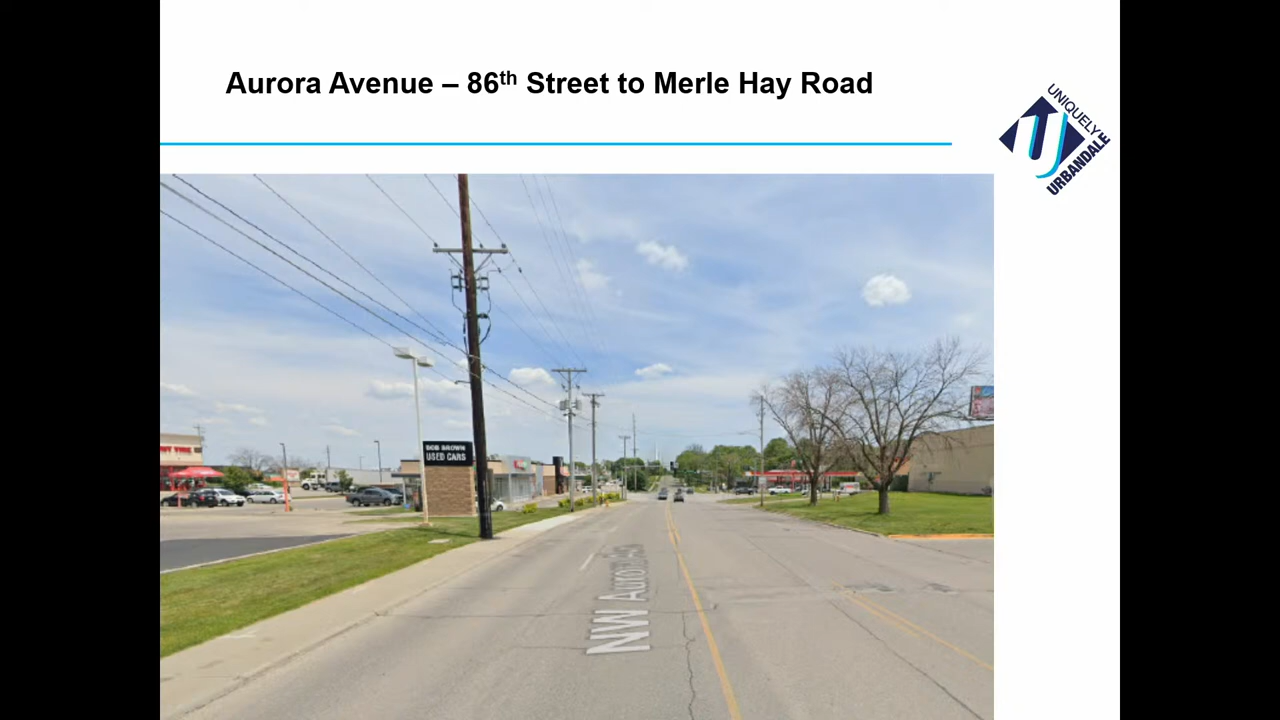 Aurora Avenue – 86th Street to Merle Hay Road
UNIQUELY
URBANDALE
BOB BROWN
USED CARS
NW Aurora Ave